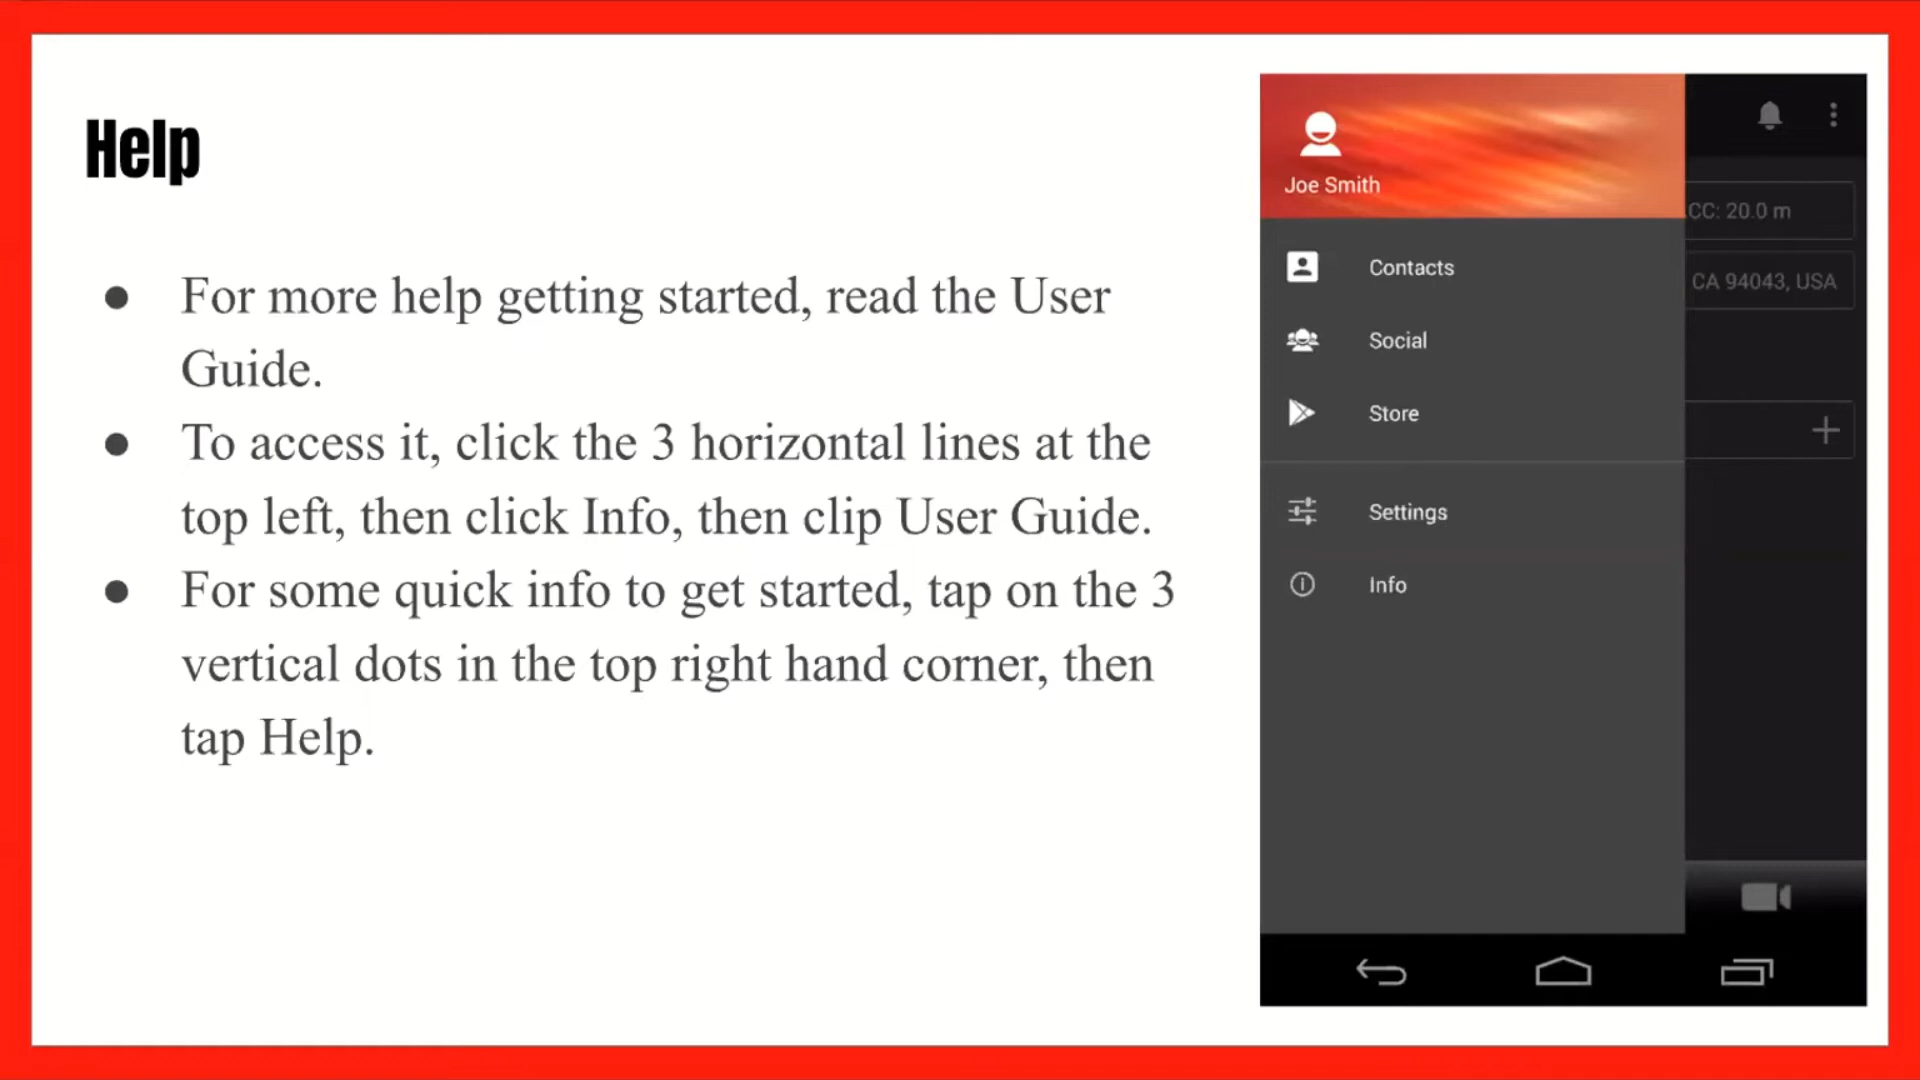 Help
● For more help getting started, read the User
Guide.
● To access it, click the 3 horizontal lines at the
top left, then click Info, then clip User Guide.
● For some quick info to get started, tap on the 3
vertical dots in the top right hand corner, then
tap Help.
Joe Smith
Contacts
Social
Store
Settings
Info
CC: 20.0 m
CA 94043, USA